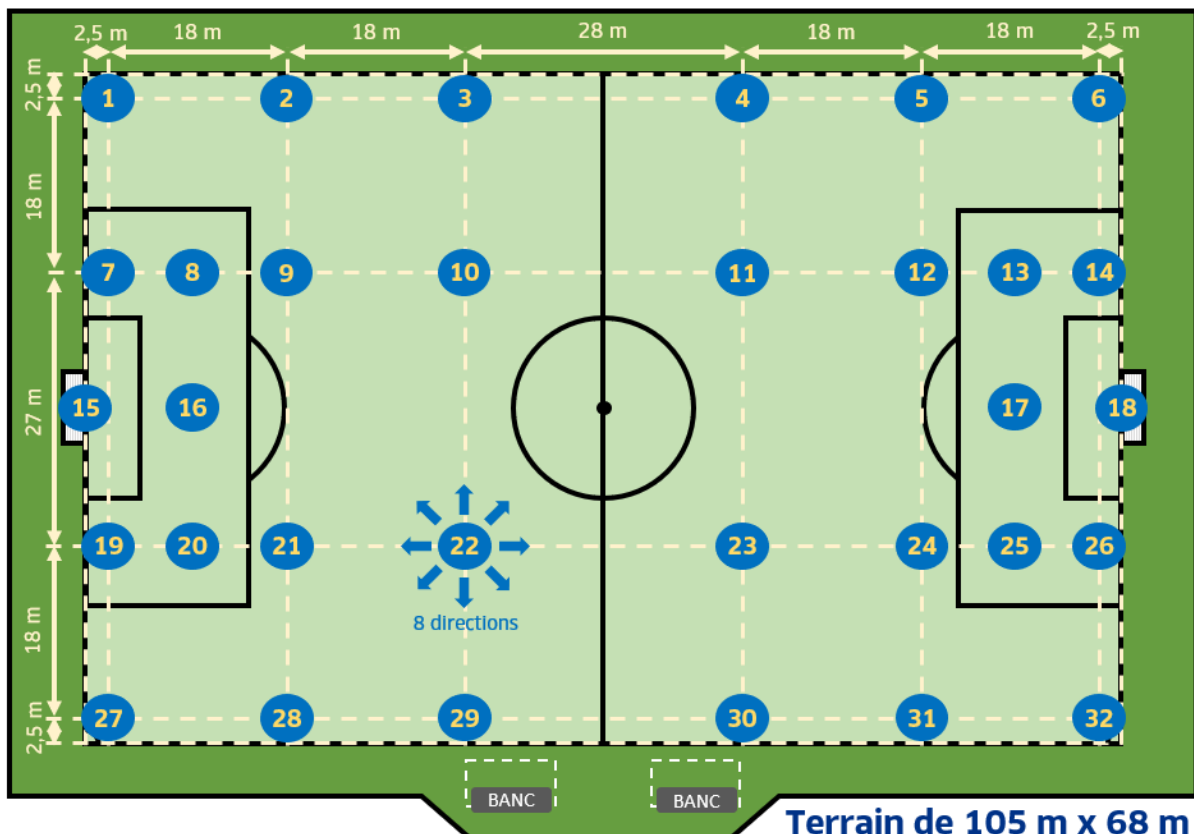 2,5 m 18 m 18 m 28 m 18 m 18 m 2,5 m
2,5 m
1 2 3 4 5 6
18 m
7 8 9 10 11 12 13 14
27 m
15 16 17 18
19 20 21 22 23 24 25 26
8 directions
18 m
27 28 29 30 31 32
2,5 m
BANC BANC
Terrain de 105 m x 68 m